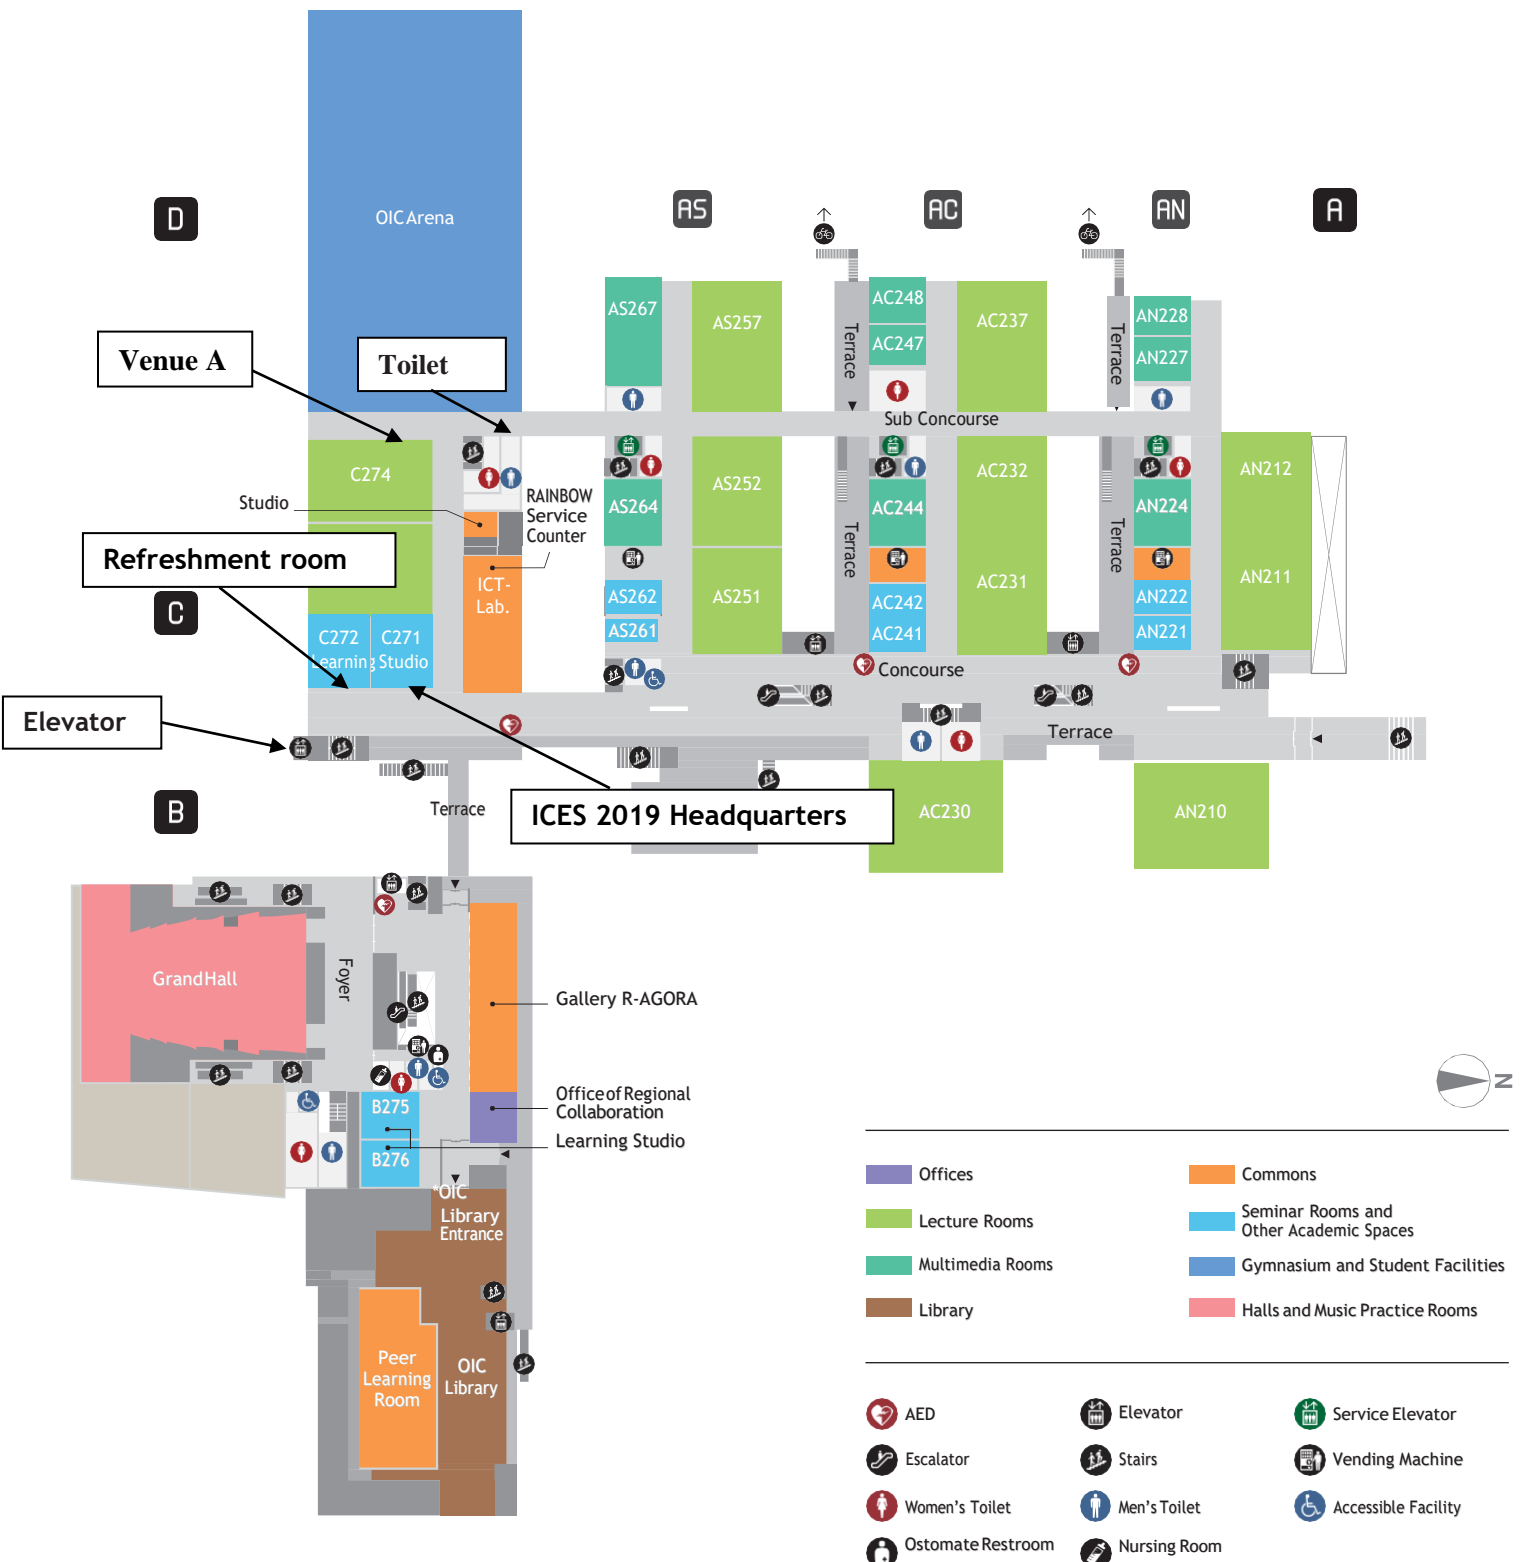 D
OIC Arena
AS
AC
AN
A
AS267
AS257
AC248
AC247
AC237
AN228
AN227
Terrace
Terrace
Venue A
Toilet
Sub Concourse
C274
Studio
RAINBOW
Service
Counter
AS264
AS252
AC244
AC232
AN224
AN212
Terrace
Terrace
Refreshment room
ICT-
Lab.
C
AS262
AS251
AS261
AC242
AC241
AC231
AN222
AN221
AN211
C272
C271
Learning Studio
Concourse
Elevator
Terrace
B
Terrace
ICES 2019 Headquarters
AC230
AN210
GrandHall
Foyer
Gallery R-AGORA
Office of Regional
Collaboration
Learning Studio
B275
B276
*OIC
Library
Entrance
Peer
Learning
Room
OIC
Library
N
Offices
Commons
Lecture Rooms
Seminar Rooms and
Other Academic Spaces
Multimedia Rooms
Gymnasium and Student Facilities
Library
Halls and Music Practice Rooms
AED
Elevator
Service Elevator
Escalator
Stairs
Vending Machine
Women's Toilet
Men's Toilet
Accessible Facility
Ostomate Restroom
Nursing Room